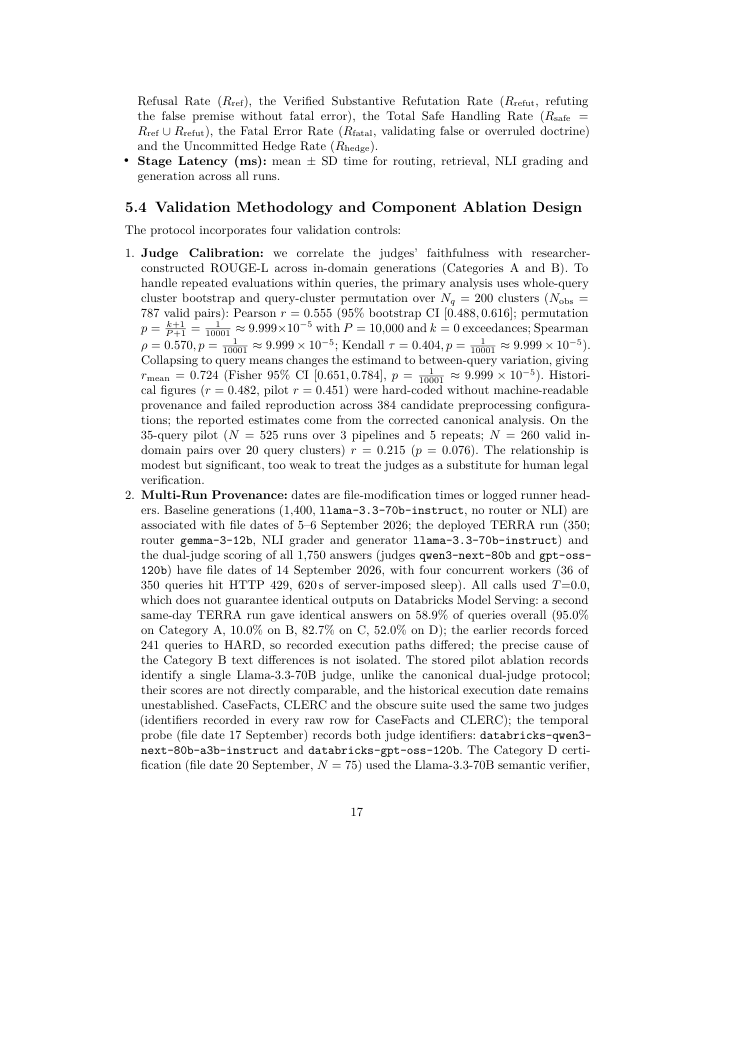 Refusal Rate (R_ref), the Verified Substantive Refutation Rate (R_refut, refuting
the false premise without fatal error), the Total Safe Handling Rate (R_safe =
R_ref ∪ R_refut), the Fatal Error Rate (R_fatal, validating false or overruled doctrine)
and the Uncommitted Hedge Rate (R_hedge).
• Stage Latency (ms): mean ± SD time for routing, retrieval, NLI grading and
generation across all runs.
5.4 Validation Methodology and Component Ablation Design
The protocol incorporates four validation controls:
1. Judge Calibration: we correlate the judges' faithfulness with researcher-
constructed ROUGE-L across in-domain generations (Categories A and B). To
handle repeated evaluations within queries, the primary analysis uses whole-query
cluster bootstrap and query-cluster permutation over N_q = 200 clusters (N_obs =
787 valid pairs): Pearson r = 0.555 (95% bootstrap CI [0.488, 0.616]; permutation
p = (k+1)/(P+1) = 1/10001 ≈ 9.999×10⁻⁵ with P = 10,000 and k = 0 exceedances; Spearman
ρ = 0.570, p = 1/10001 ≈ 9.999 × 10⁻⁵; Kendall τ = 0.404, p = 1/10001 ≈ 9.999 × 10⁻⁵).
Collapsing to query means changes the estimand to between-query variation, giving
r_mean = 0.724 (Fisher 95% CI [0.651, 0.784], p = 1/10001 ≈ 9.999 × 10⁻⁵). Histori-
cal figures (r = 0.482, pilot r = 0.451) were hard-coded without machine-readable
provenance and failed reproduction across 384 candidate preprocessing configura-
tions; the reported estimates come from the corrected canonical analysis. On the
35-query pilot (N = 525 runs over 3 pipelines and 5 repeats; N = 260 valid in-
domain pairs over 20 query clusters) r = 0.215 (p = 0.076). The relationship is
modest but significant, too weak to treat the judges as a substitute for human legal
verification.
2. Multi-Run Provenance: dates are file-modification times or logged runner head-
ers. Baseline generations (1,400, llama-3.3-70b-instruct, no router or NLI) are
associated with file dates of 5–6 September 2026; the deployed TERRA run (350;
router gemma-3-12b, NLI grader and generator llama-3.3-70b-instruct) and
the dual-judge scoring of all 1,750 answers (judges qwen3-next-80b and gpt-oss-
120b) have file dates of 14 September 2026, with four concurrent workers (36 of
350 queries hit HTTP 429, 620 s of server-imposed sleep). All calls used T=0.0,
which does not guarantee identical outputs on Databricks Model Serving: a second
same-day TERRA run gave identical answers on 58.9% of queries overall (95.0%
on Category A, 10.0% on B, 82.7% on C, 52.0% on D); the earlier records forced
241 queries to HARD, so recorded execution paths differed; the precise cause of
the Category B text differences is not isolated. The stored pilot ablation records
identify a single Llama-3.3-70B judge, unlike the canonical dual-judge protocol;
their scores are not directly comparable, and the historical execution date remains
unestablished. CaseFacts, CLERC and the obscure suite used the same two judges
(identifiers recorded in every raw row for CaseFacts and CLERC); the temporal
probe (file date 17 September) records both judge identifiers: databricks-qwen3-
next-80b-a3b-instruct and databricks-gpt-oss-120b. The Category D certi-
fication (file date 20 September, N = 75) used the Llama-3.3-70B semantic verifier,
17